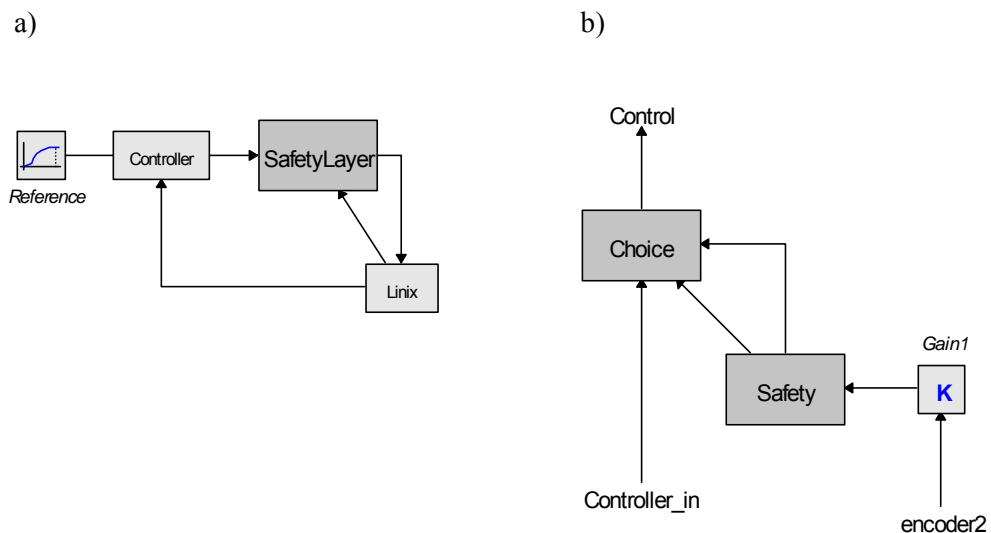 a)
Reference
Controller
SafetyLayer
Linix
b)
Control
Choice
Safety
Gain1
K
Controller_in
encoder2